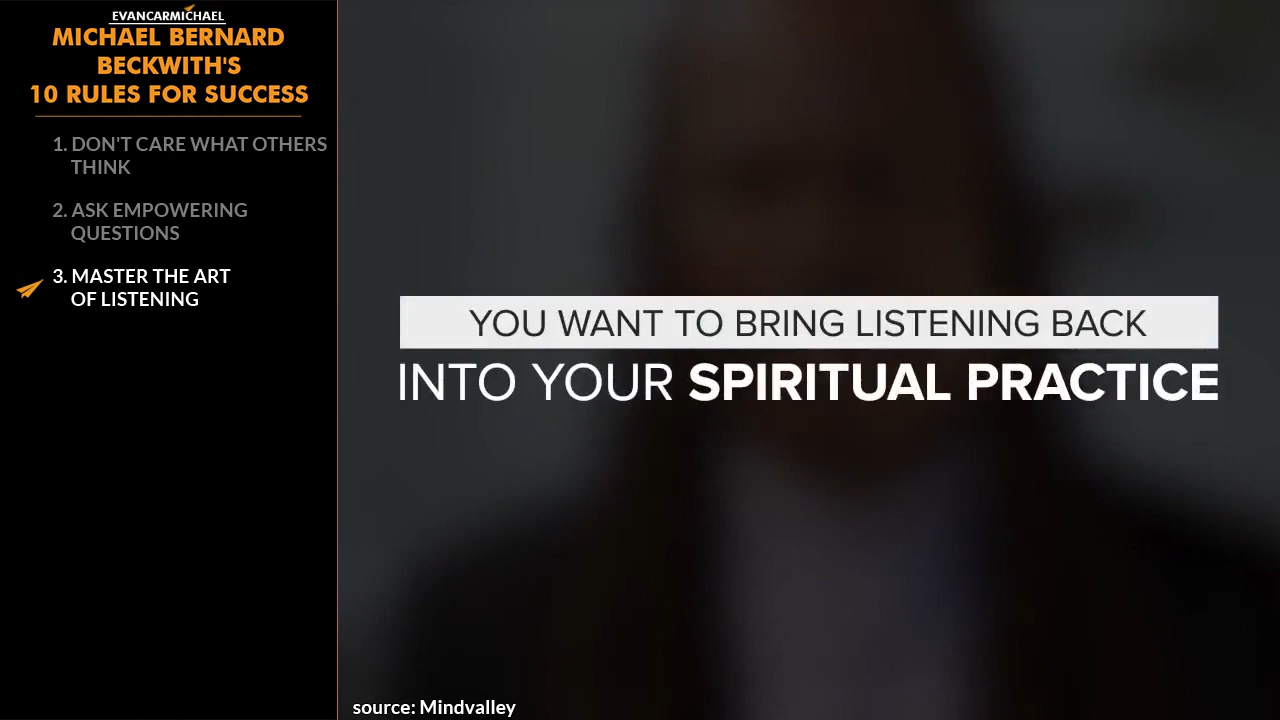 EVANCARMICHAEL
MICHAEL BERNARD
BECKWITH'S
10 RULES FOR SUCCESS
1. DON'T CARE WHAT OTHERS
THINK
2. ASK EMPOWERING
QUESTIONS
3. MASTER THE ART
OF LISTENING
YOU WANT TO BRING LISTENING BACK
INTO YOUR SPIRITUAL PRACTICE
source: Mindvalley